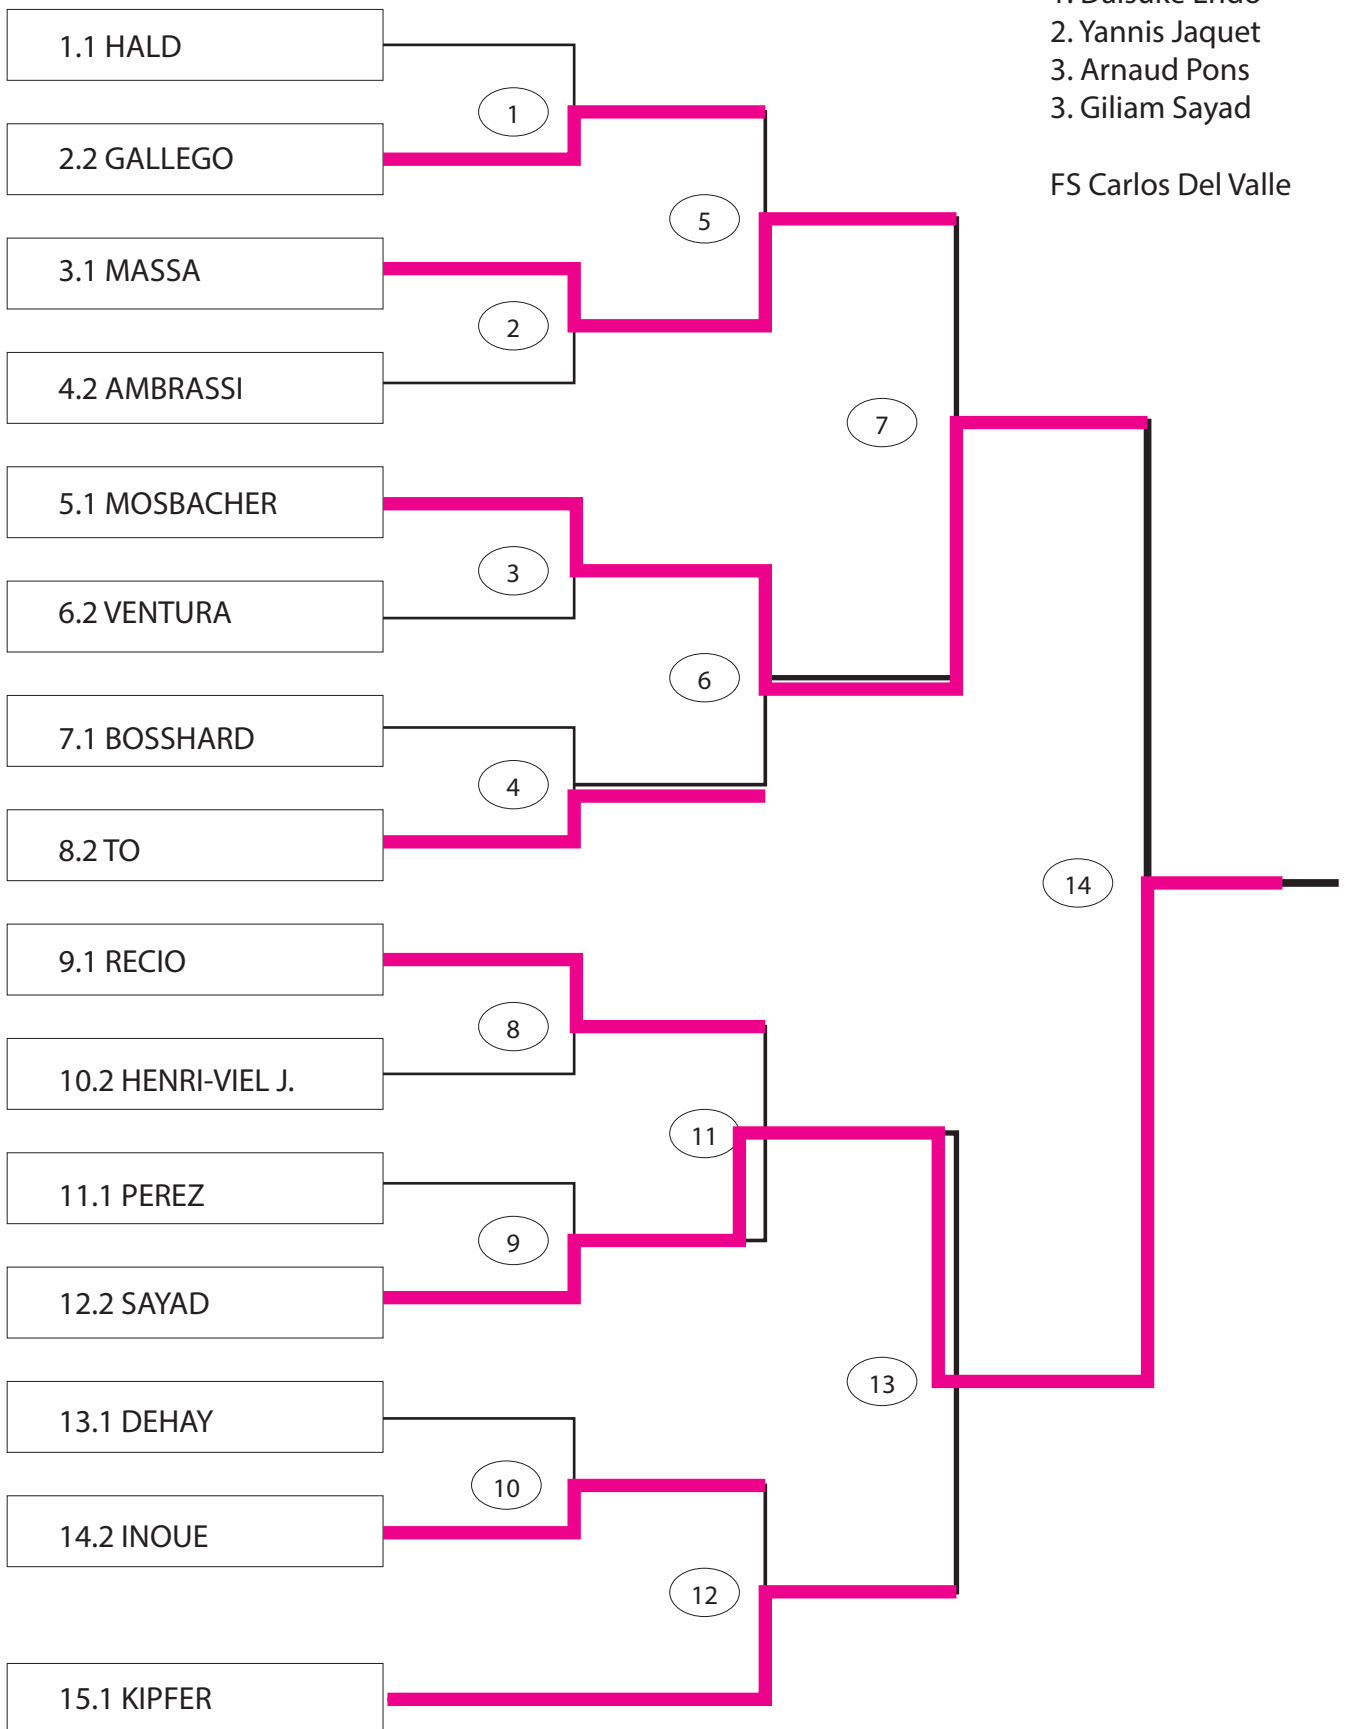 1.1 HALD
2.2 GALLEGO
3.1 MASSA
4.2 AMBRASSI
5.1 MOSBACHER
6.2 VENTURA
7.1 BOSSHARD
8.2 TO
9.1 RECIO
10.2 HENRI-VIEL J.
11.1 PEREZ
12.2 SAYAD
13.1 DEHAY
14.2 INOUE
15.1 KIPFER
1
2
3
4
8
9
10
5
6
11
12
7
13
14
1. Daisuke Endo
2. Yannis Jaquet
3. Arnaud Pons
3. Giliam Sayad
FS Carlos Del Valle